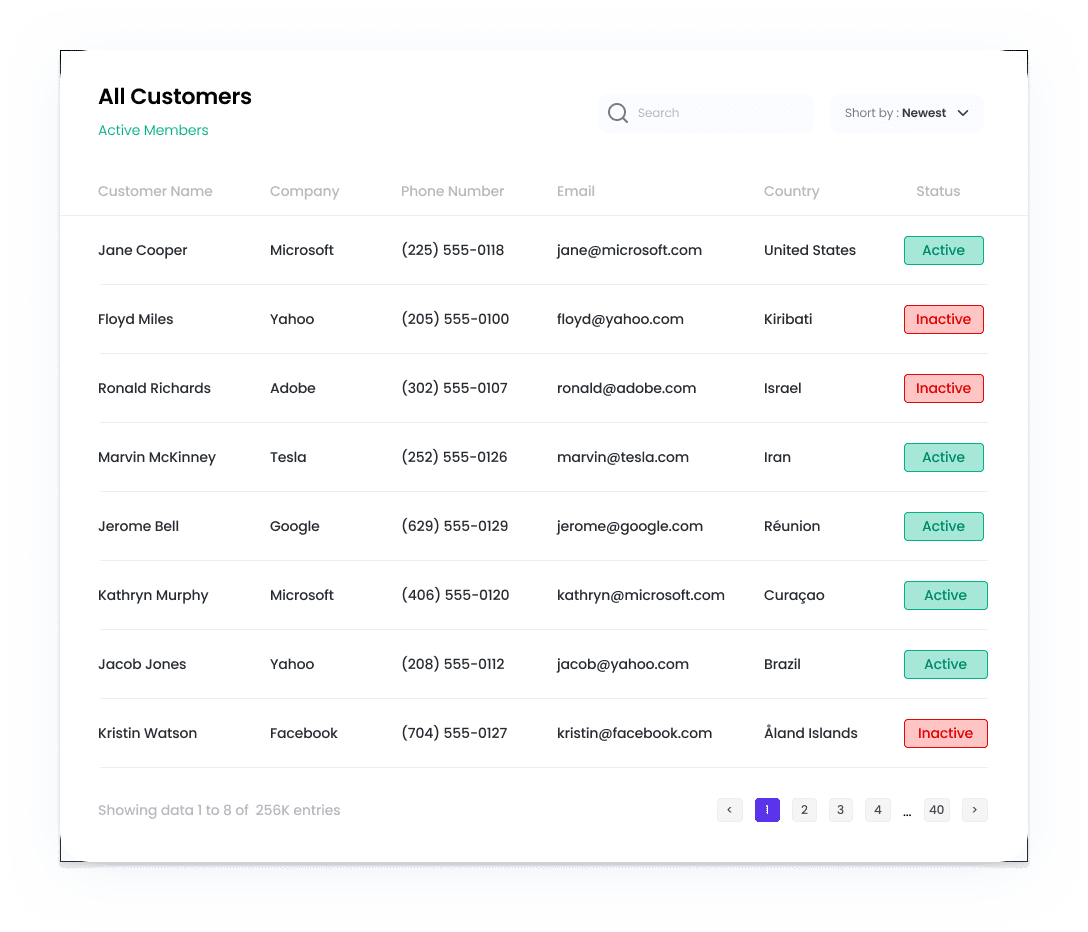 All Customers
Active Members
Search
Short by : Newest
Customer Name Company Phone Number Email Country Status
Jane Cooper Microsoft (225) 555-0118 jane@microsoft.com United States Active
Floyd Miles Yahoo (205) 555-0100 floyd@yahoo.com Kiribati Inactive
Ronald Richards Adobe (302) 555-0107 ronald@adobe.com Israel Inactive
Marvin McKinney Tesla (252) 555-0126 marvin@tesla.com Iran Active
Jerome Bell Google (629) 555-0129 jerome@google.com Réunion Active
Kathryn Murphy Microsoft (406) 555-0120 kathryn@microsoft.com Curaçao Active
Jacob Jones Yahoo (208) 555-0112 jacob@yahoo.com Brazil Active
Kristin Watson Facebook (704) 555-0127 kristin@facebook.com Åland Islands Inactive
Showing data 1 to 8 of 256K entries
< 1 2 3 4 ... 40 >